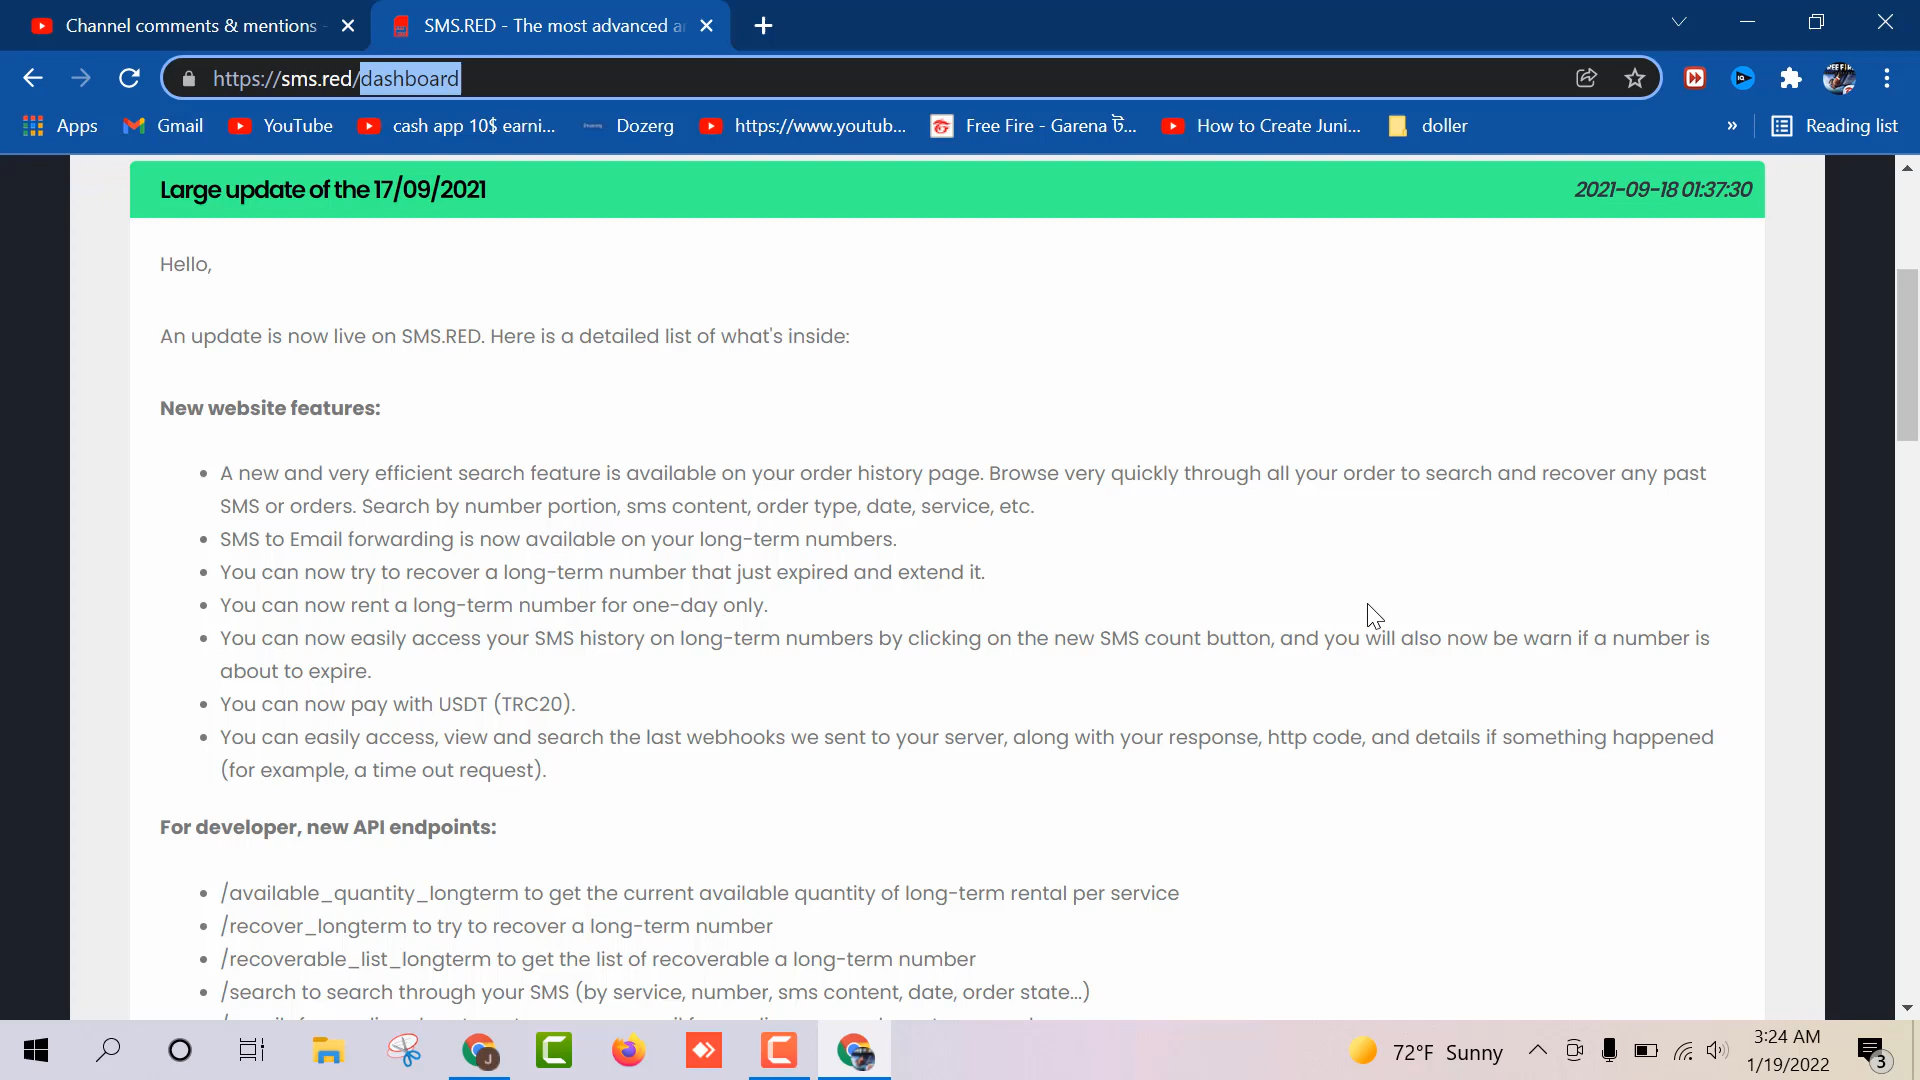 Channel comments & mentions -
SMS.RED - The most advanced a
https://sms.red/dashboard
Apps
Gmail
YouTube
cash app 10$ earni...
Dozerg
https://www.youtub...
Free Fire - Garena ট...
How to Create Juni...
doller
»
Reading list
Large update of the 17/09/2021
2021-09-18 01:37:30
Hello,
An update is now live on SMS.RED. Here is a detailed list of what's inside:
New website features:
• A new and very efficient search feature is available on your order history page. Browse very quickly through all your order to search and recover any past
SMS or orders. Search by number portion, sms content, order type, date, service, etc.
• SMS to Email forwarding is now available on your long-term numbers.
• You can now try to recover a long-term number that just expired and extend it.
• You can now rent a long-term number for one-day only.
• You can now easily access your SMS history on long-term numbers by clicking on the new SMS count button, and you will also now be warn if a number is
about to expire.
• You can now pay with USDT (TRC20).
• You can easily access, view and search the last webhooks we sent to your server, along with your response, http code, and details if something happened
(for example, a time out request).
For developer, new API endpoints:
• /available_quantity_longterm to get the current available quantity of long-term rental per service
• /recover_longterm to try to recover a long-term number
• /recoverable_list_longterm to get the list of recoverable a long-term number
• /search to search through your SMS (by service, number, sms content, date, order state...)
72°F Sunny
3:24 AM
1/19/2022
3